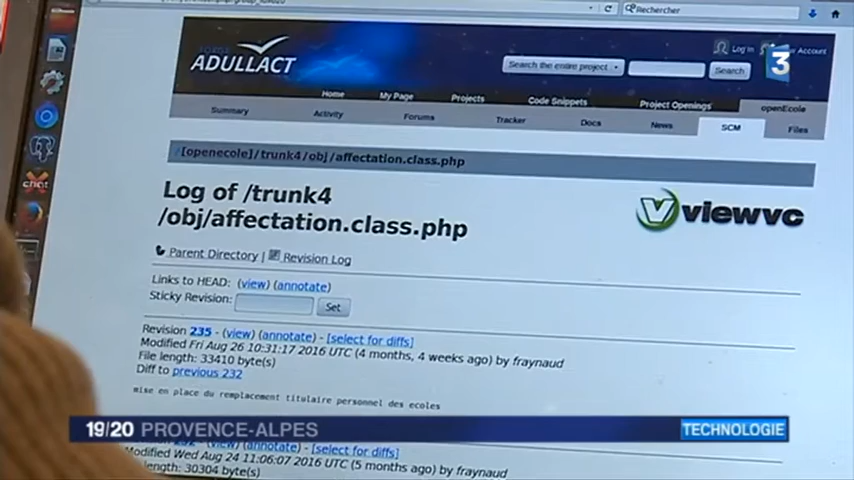 Rechercher
FORGE
ADULLACT
Log In
Account
3
Search the entire project
Search
Home My Page Projects Code Snippets Project Openings openEcole
Summary Activity Forums Tracker Docs News SCM Files
/[openecole]/trunk4/obj/affectation.class.php
Log of /trunk4
/obj/affectation.class.php
viewvc
Parent Directory | Revision Log
Links to HEAD: (view) (annotate)
Sticky Revision: Set
Revision 235 - (view) (annotate) - [select for diffs]
Modified Fri Aug 26 10:31:17 2016 UTC (4 months, 4 weeks ago) by fraynaud
File length: 33410 byte(s)
Diff to previous 232
mise en place du remplacement titulaire personnel des ecoles
19/20 PROVENCE-ALPES TECHNOLOGIE
(view) (annotate) - [select for diffs]
Modified Wed Aug 24 11:06:07 2016 UTC (5 months ago) by fraynaud
length: 30304 byte(s)